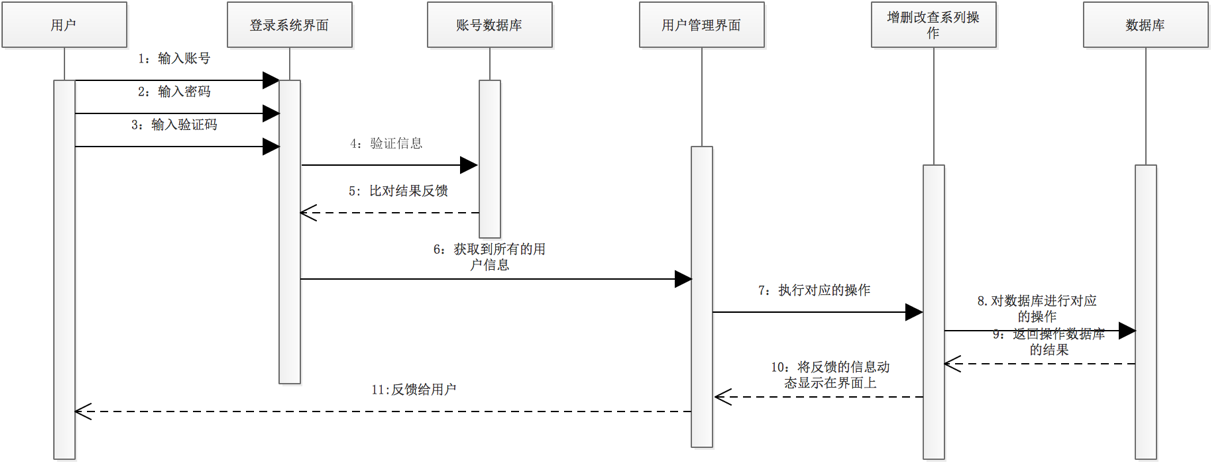 用户
登录系统界面
账号数据库
用户管理界面
增删改查系列操
作
数据库
1：输入账号
2：输入密码
3：输入验证码
4：验证信息
5：比对结果反馈
6：获取到所有的用
户信息
7：执行对应的操作
8.对数据库进行对应
的操作
9：返回操作数据库
的结果
10：将反馈的信息动
态显示在界面上
11:反馈给用户